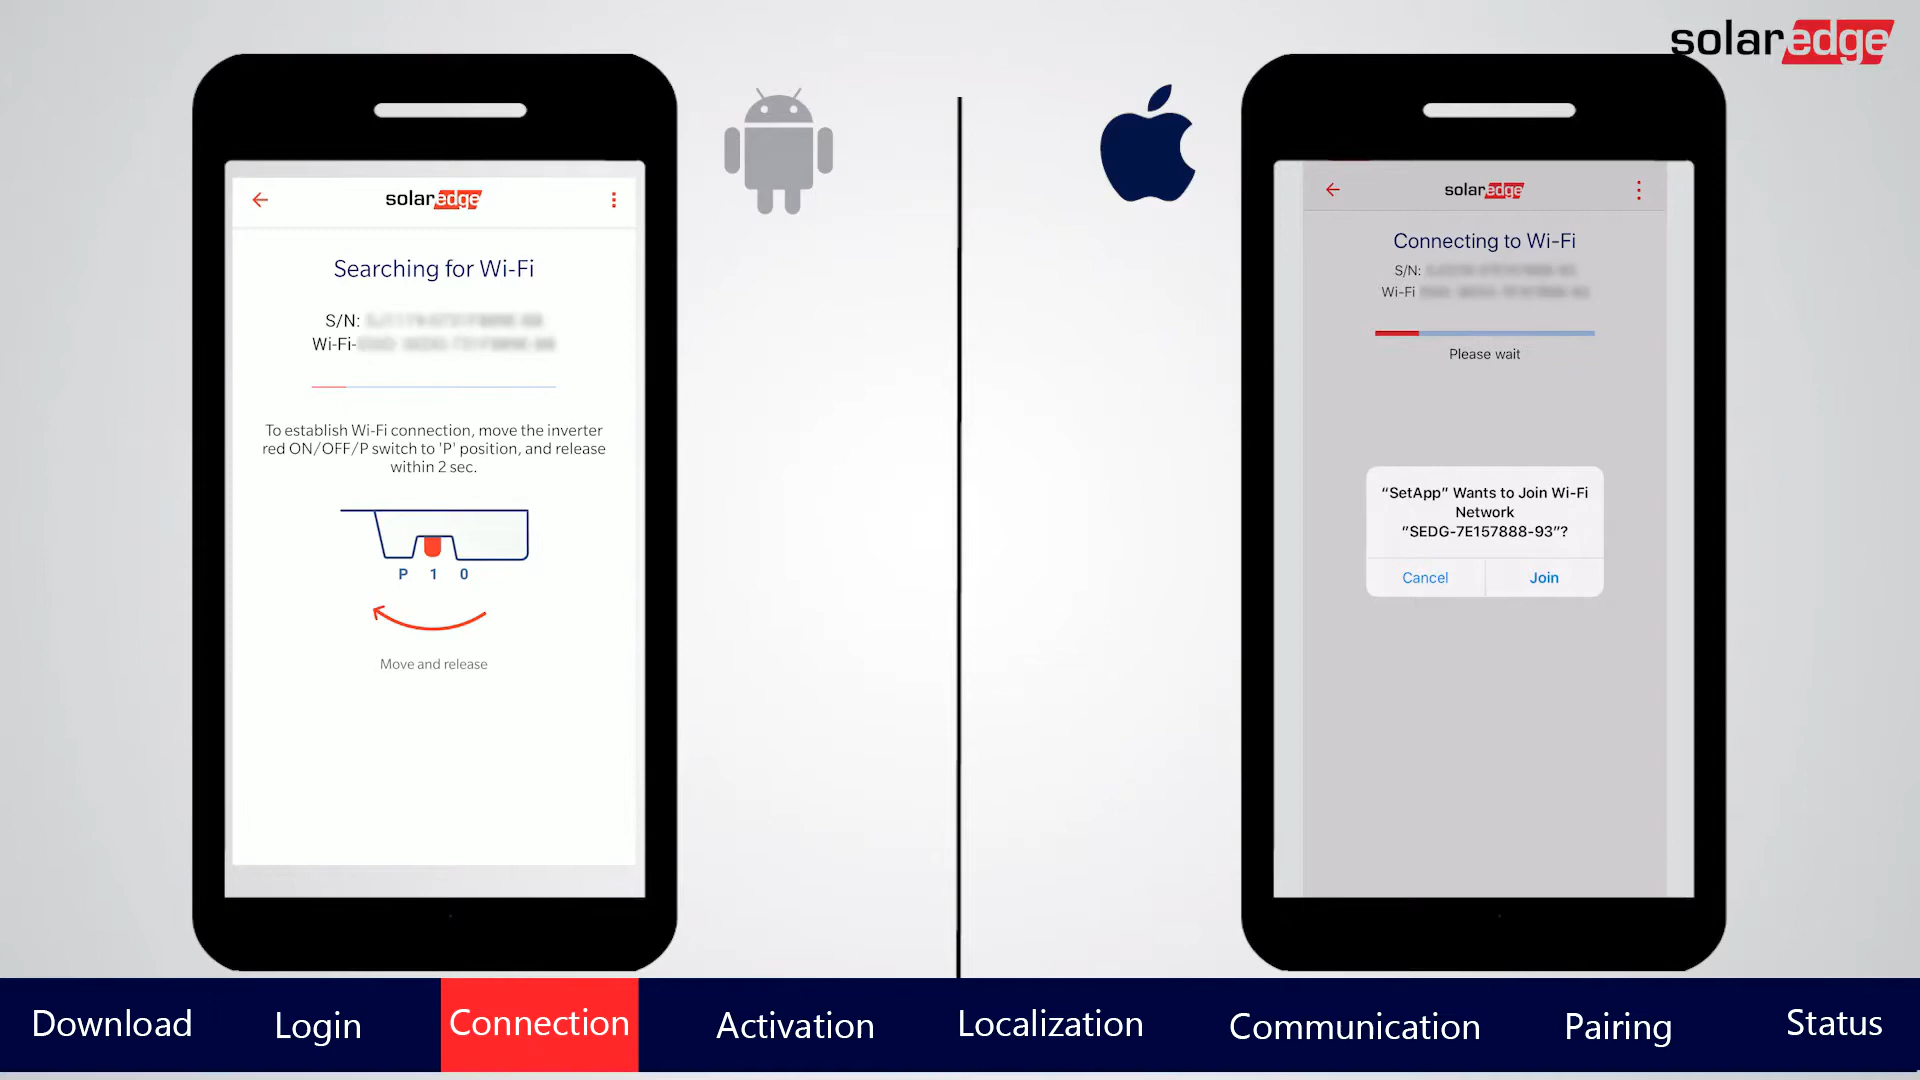 solaredge
solaredge
Searching for Wi-Fi
S/N:
Wi-Fi-
To establish Wi-Fi connection, move the inverter
red ON/OFF/P switch to 'P' position, and release
within 2 sec.
P 1 0
Move and release
solaredge
Connecting to Wi-Fi
S/N:
Wi-Fi
Please wait
“SetApp” Wants to Join Wi-Fi
Network
“SEDG-7E157888-93”?
Cancel Join
Download Login Connection Activation Localization Communication Pairing Status